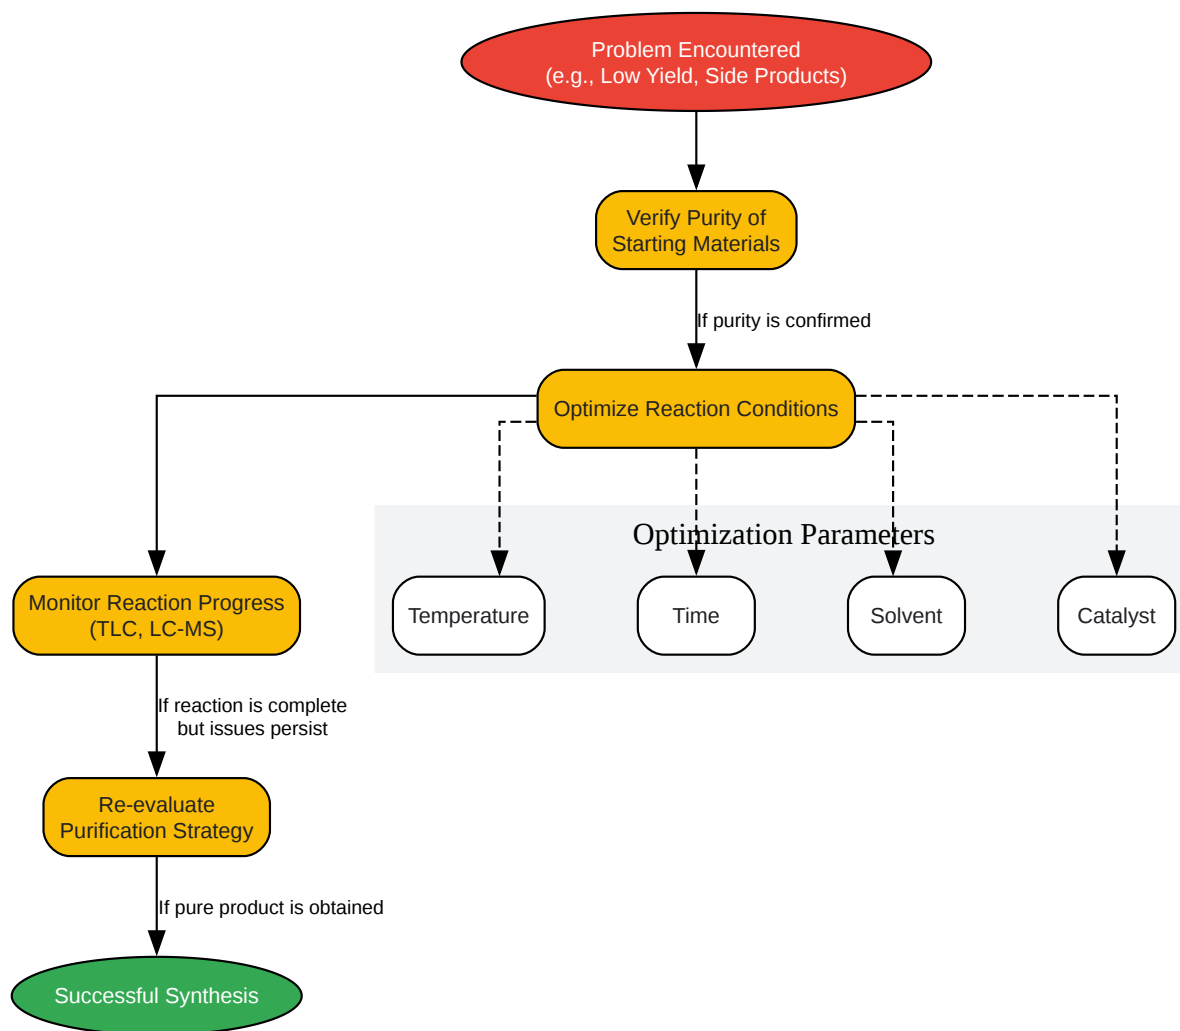 Problem Encountered
(e.g., Low Yield, Side Products)
Verify Purity of
Starting Materials
If purity is confirmed
Optimize Reaction Conditions
Optimization Parameters
Monitor Reaction Progress
(TLC, LC-MS)
Temperature
Time
Solvent
Catalyst
If reaction is complete
but issues persist
Re-evaluate
Purification Strategy
If pure product is obtained
Successful Synthesis